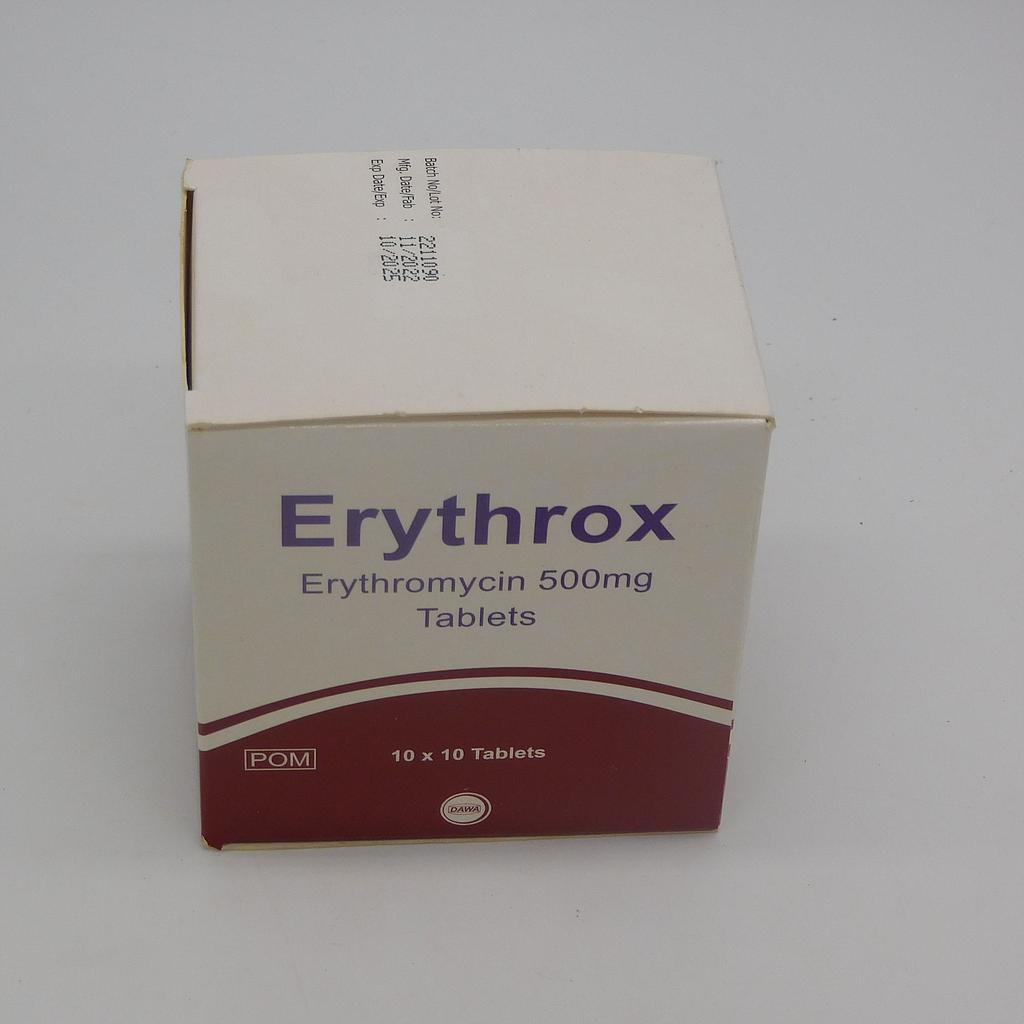 Batch No/Lot No: 2211090
Mfg. Date/Fab : 11/2022
Exp Date/Exp : 10/2025
Erythrox
Erythromycin 500mg
Tablets
POM
10 x 10 Tablets
DAWA